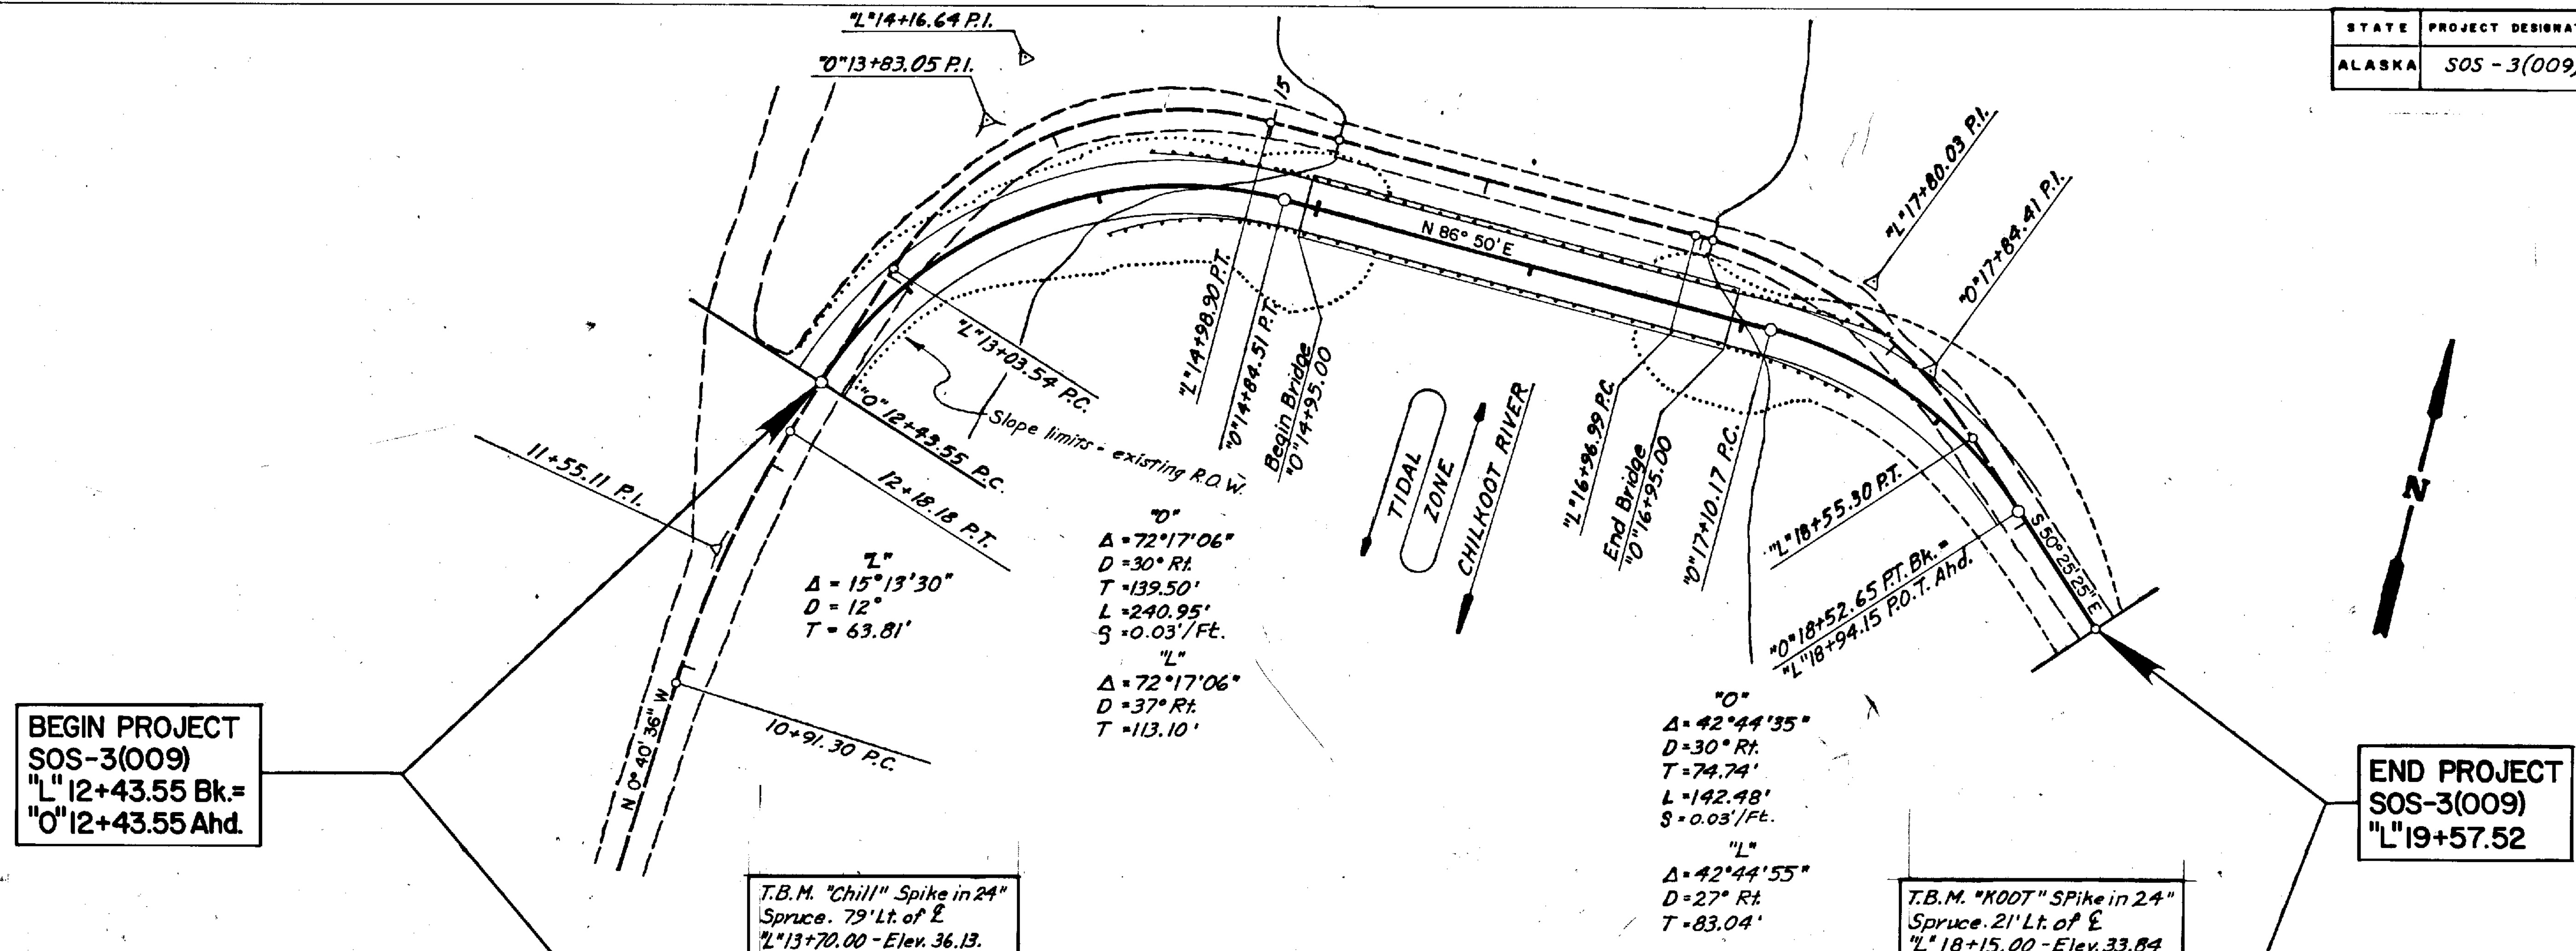 STATE
PROJECT DESIGNAT
ALASKA
SOS - 3(009)
"L" 14+16.64 P.I.
"O" 13+83.05 P.I.
15
"L" 17+80.03 P.I.
"O" 17+84.41 P.I.
N 86° 50' E
"L" 13+03.54 P.C.
"O" 12+43.55 P.C.
Slope limits - existing R.O.W.
"L" 14+98.90 P.T.
"O" 14+84.51 P.T.
Begin Bridge
"O" 14+95.00
TIDAL
ZONE
CHILKOOT RIVER
"L" 16+96.99 P.C.
End Bridge
"O" 16+95.00
"O" 17+10.17 P.C.
"L" 18+55.30 P.T.
"O" 18+52.65 P.T. Bk. =
"L" 18+94.15 P.O.T. Ahd.
S 50° 25' 25" E
N
11+55.11 P.I.
12+18.18 P.T.
10+91.30 P.C.
N 0° 40' 36" W
"L"
Δ = 15°13'30"
D = 12°
T = 63.81'
"O"
Δ = 72°17'06"
D = 30° Rt.
T = 139.50'
L = 240.95'
S = 0.03'/Ft.
"L"
Δ = 72°17'06"
D = 37° Rt.
T = 113.10'
"O"
Δ = 42°44'35"
D = 30° Rt.
T = 74.74'
L = 142.48'
S = 0.03'/Ft.
"L"
Δ = 42°44'55"
D = 27° Rt.
T = 83.04'
BEGIN PROJECT
SOS-3(009)
"L" 12+43.55 Bk.=
"O" 12+43.55 Ahd.
END PROJECT
SOS-3(009)
"L" 19+57.52
T.B.M. "Chill" Spike in 24"
Spruce. 79' Lt. of ℄
"L" 13+70.00 - Elev. 36.13.
T.B.M. "KOOT" SPike in 24"
Spruce. 21' Lt. of ℄
"L" 18+15.00 - Elev. 33.84